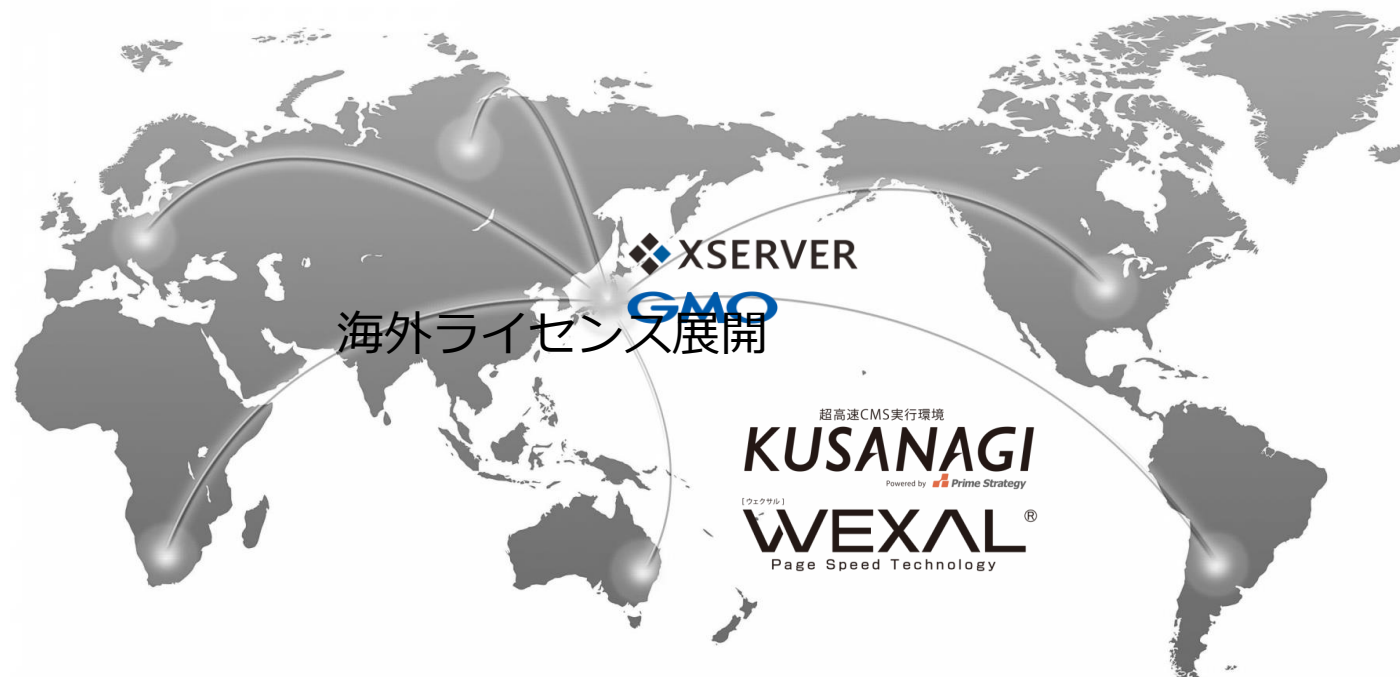 XSERVER
GMO
海外ライセンス展開
超高速CMS実行環境
KUSANAGI
Powered by Prime Strategy
[ウェクサル]
WEXAL®
Page Speed Technology